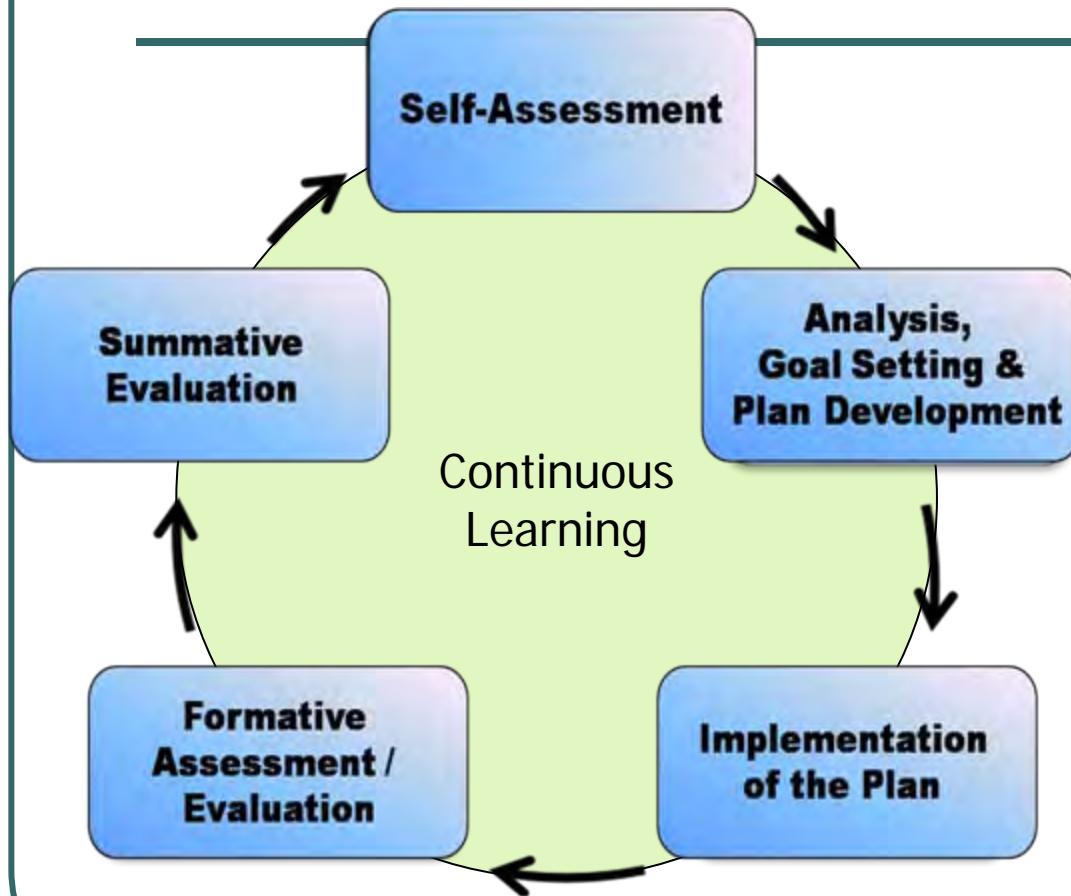 Self-Assessment
Analysis,
Goal Setting &
Plan Development
Implementation
of the Plan
Formative
Assessment /
Evaluation
Summative
Evaluation
Continuous
Learning